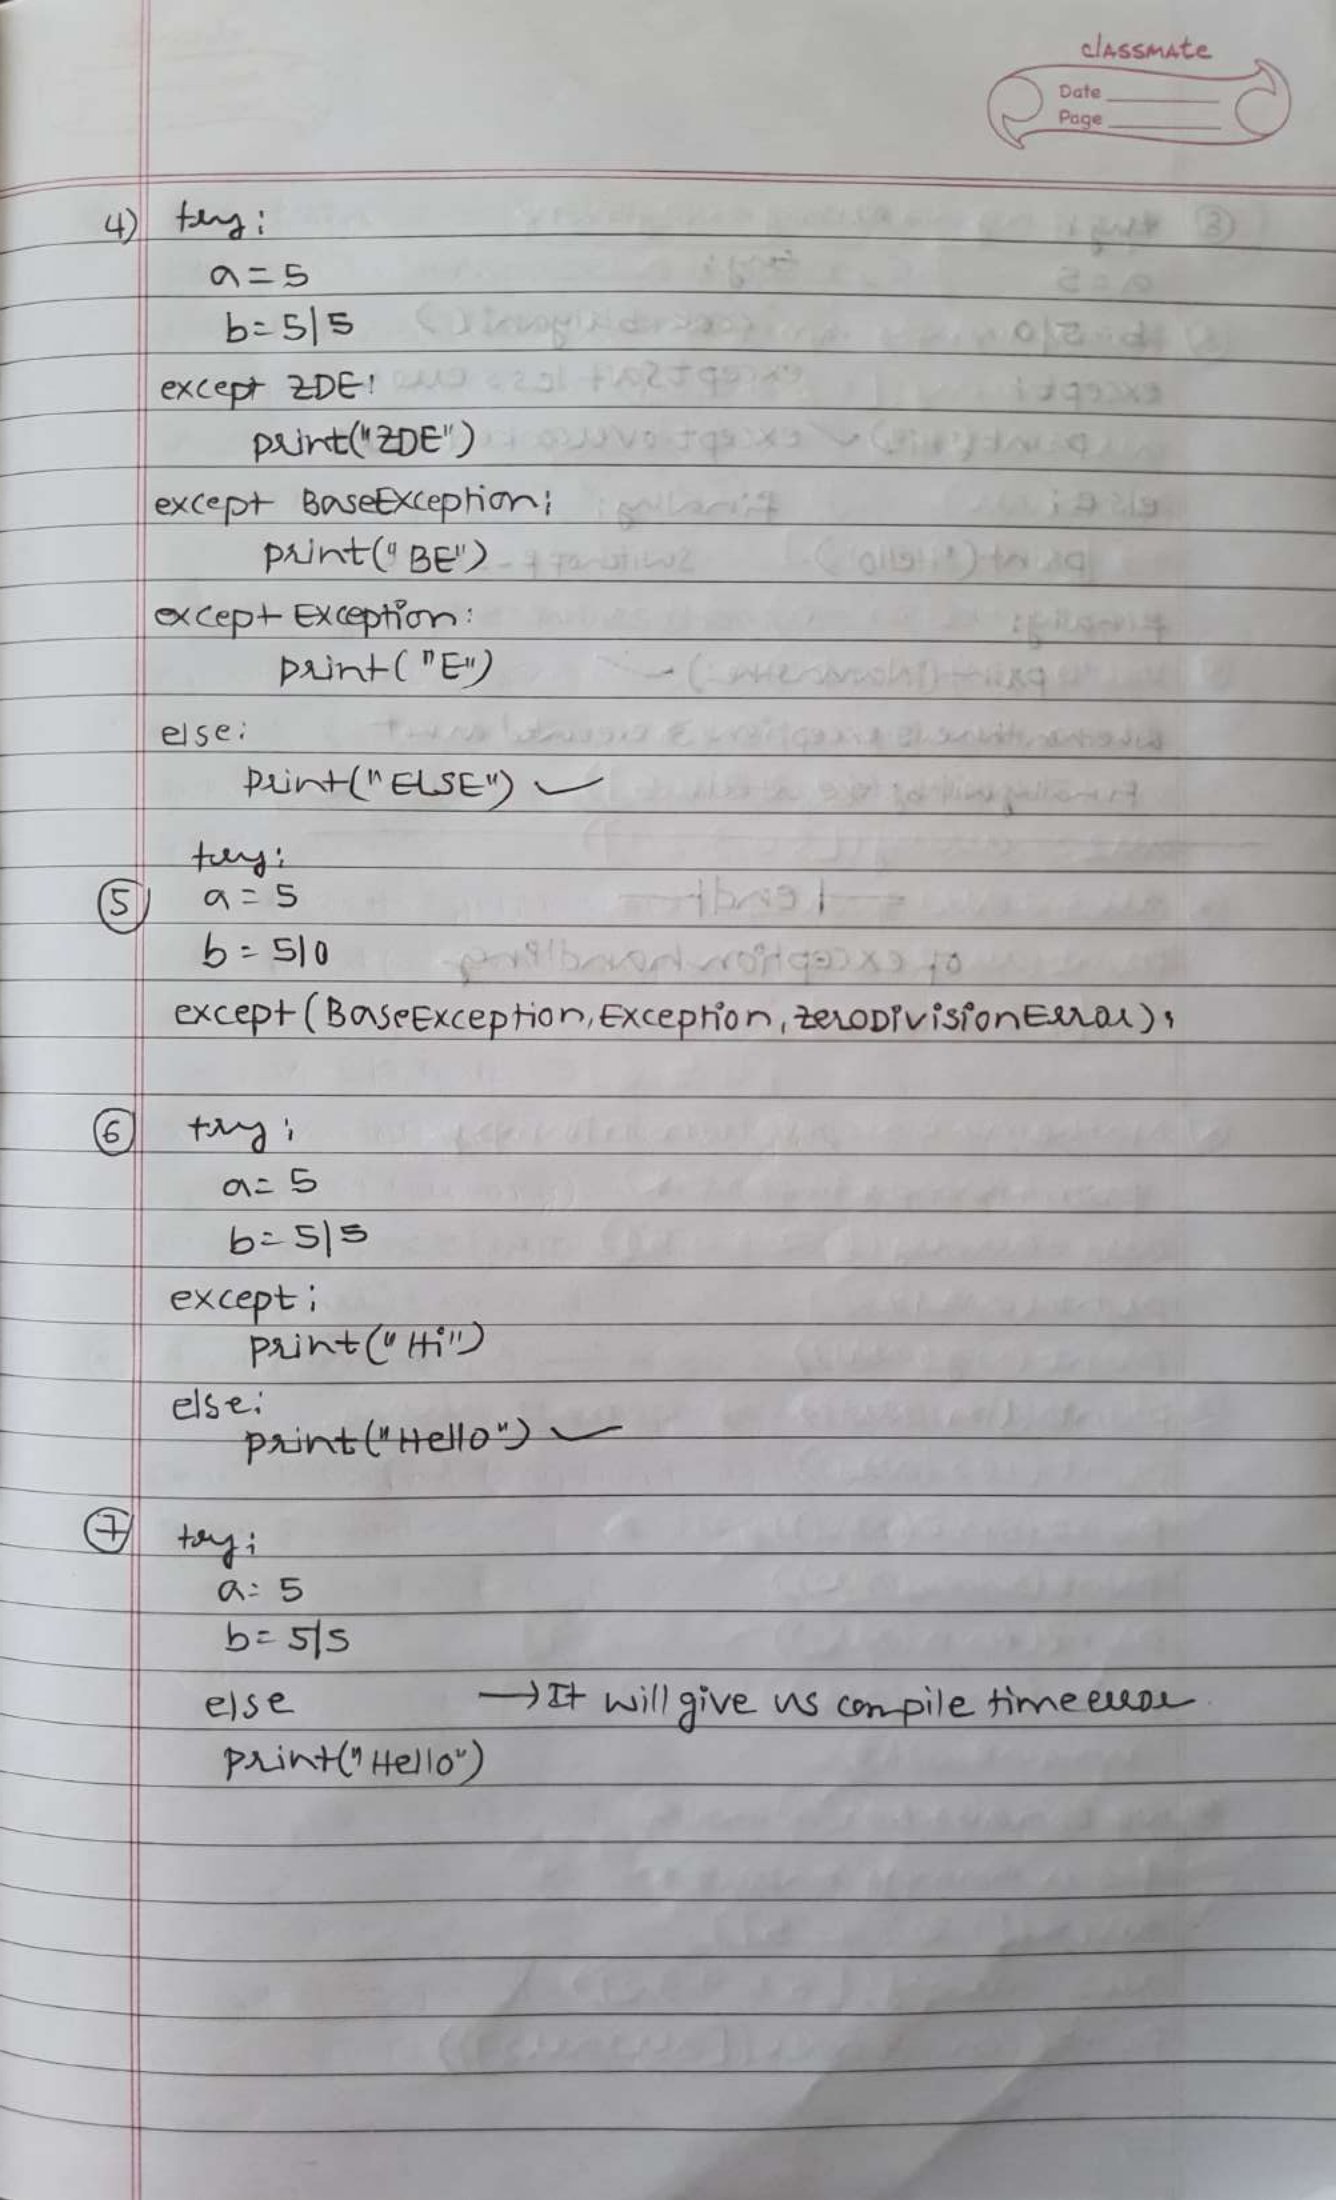 classmate
Date
Page
4) try:
a = 5
b = 5/5
except ZDE:
print("ZDE")
except BaseException:
print("BE")
except Exception:
print("E")
else:
print("ELSE") ✓
try:
⑤ a = 5
b = 5/0
except(BaseException, Exception, ZeroDivisionError):
⑥ try:
a = 5
b = 5/5
except:
print("Hi")
else:
print("Hello") ✓
⑦ try:
a = 5
b = 5/5
else → It will give us compile time error
print("Hello")